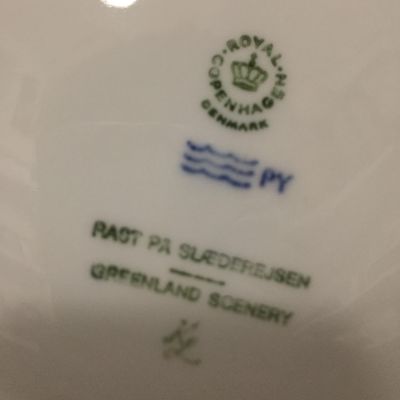 ROYAL COPENHAGEN
DENMARK
PY
RAST PÅ SLÆDEREJSEN
GREENLAND SCENERY